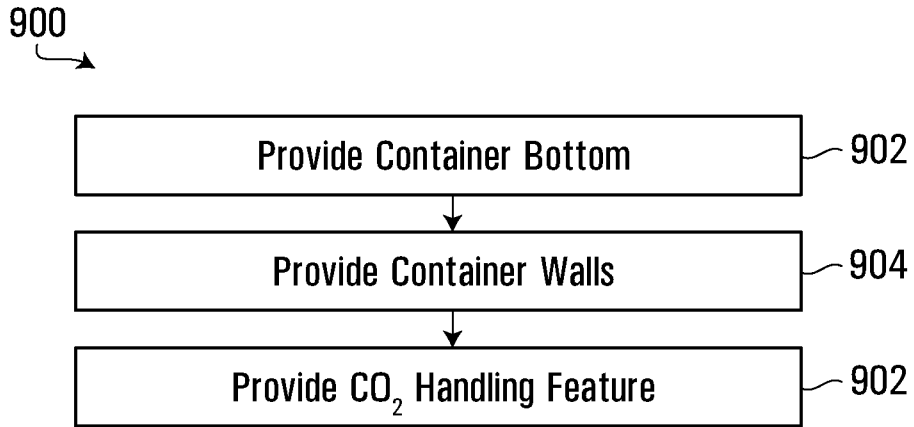 900
Provide Container Bottom 902
Provide Container Walls 904
Provide CO₂ Handling Feature 902